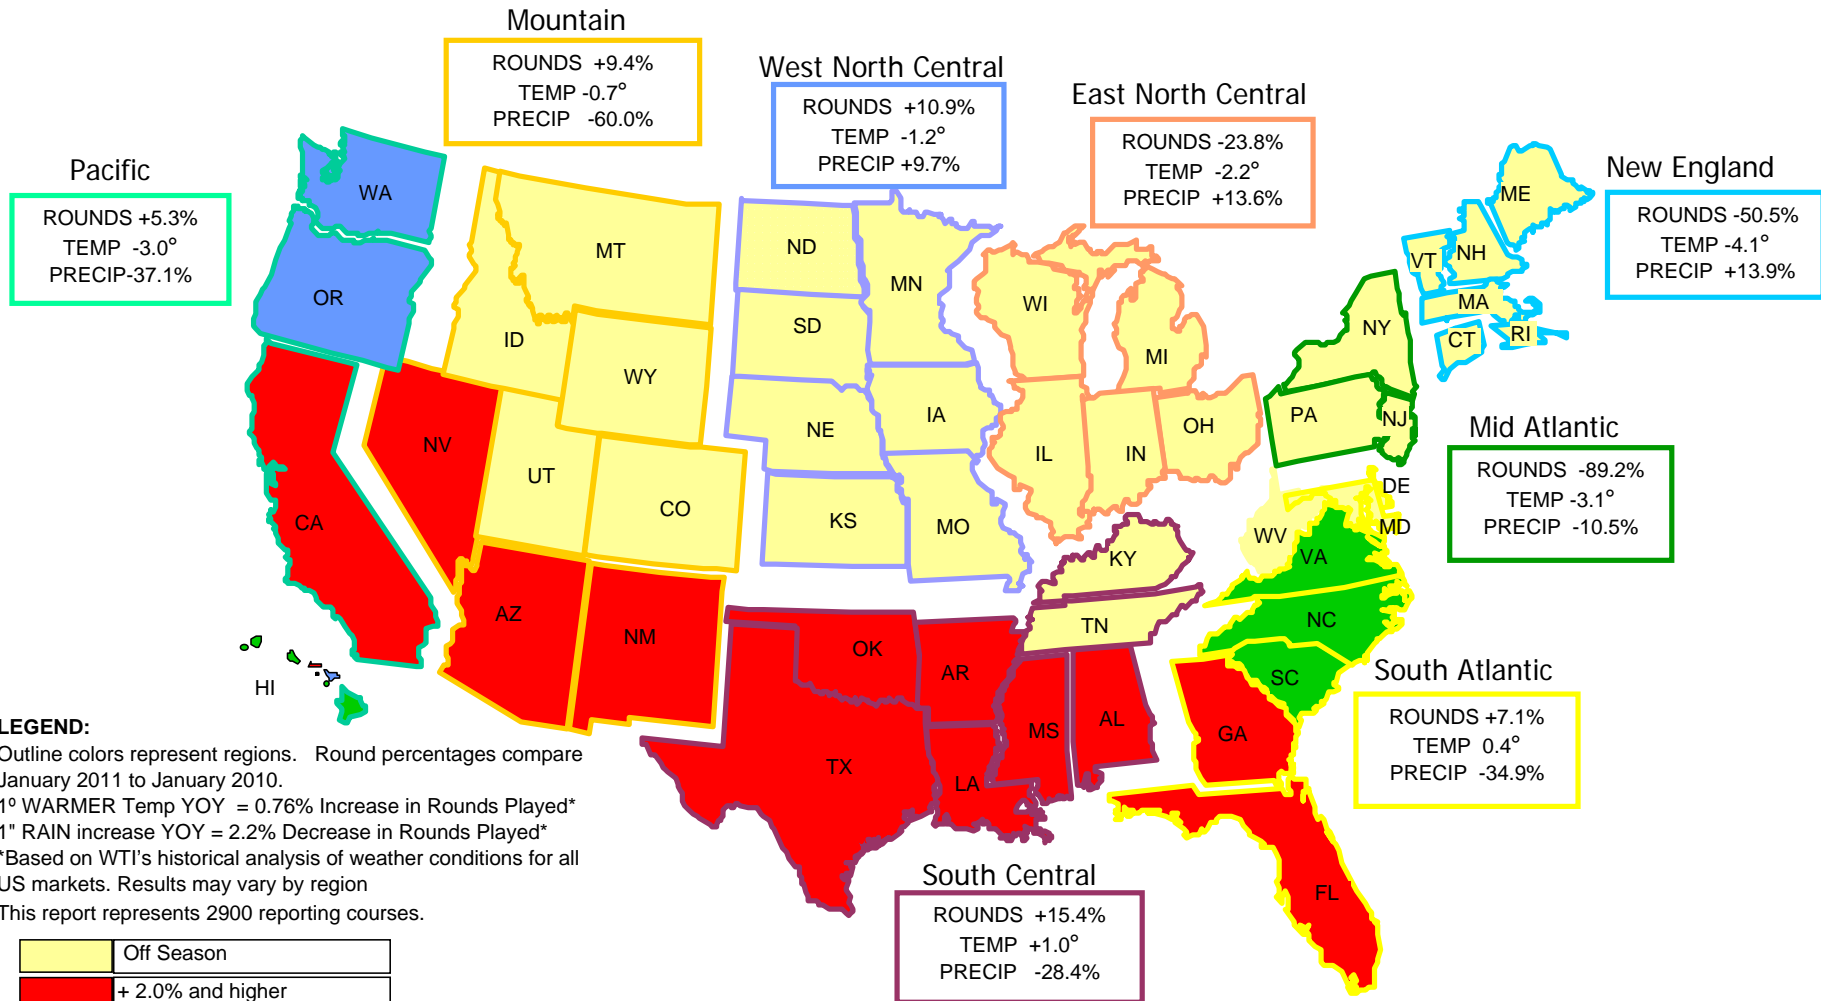 Mountain
ROUNDS +9.4%
TEMP -0.7°
PRECIP -60.0%
West North Central
ROUNDS +10.9%
TEMP -1.2°
PRECIP +9.7%
East North Central
ROUNDS -23.8%
TEMP -2.2°
PRECIP +13.6%
Pacific
ROUNDS +5.3%
TEMP -3.0°
PRECIP-37.1%
New England
ROUNDS -50.5%
TEMP -4.1°
PRECIP +13.9%
WA
OR
MT
ID
WY
ND
SD
NE
KS
MN
IA
MO
WI
MI
IL
IN
OH
ME
VT
NH
MA
CT
RI
NY
PA
NJ
NV
UT
CO
CA
AZ
NM
HI
Mid Atlantic
ROUNDS -89.2%
TEMP -3.1°
PRECIP -10.5%
DE
MD
WV
VA
KY
TN
NC
SC
OK
AR
TX
LA
MS
AL
GA
FL
South Atlantic
ROUNDS +7.1%
TEMP 0.4°
PRECIP -34.9%
South Central
ROUNDS +15.4%
TEMP +1.0°
PRECIP -28.4%
LEGEND:
Outline colors represent regions. Round percentages compare
January 2011 to January 2010.
1º WARMER Temp YOY = 0.76% Increase in Rounds Played*
1" RAIN increase YOY = 2.2% Decrease in Rounds Played*
*Based on WTI's historical analysis of weather conditions for all
US markets. Results may vary by region
This report represents 2900 reporting courses.
Off Season
+ 2.0% and higher